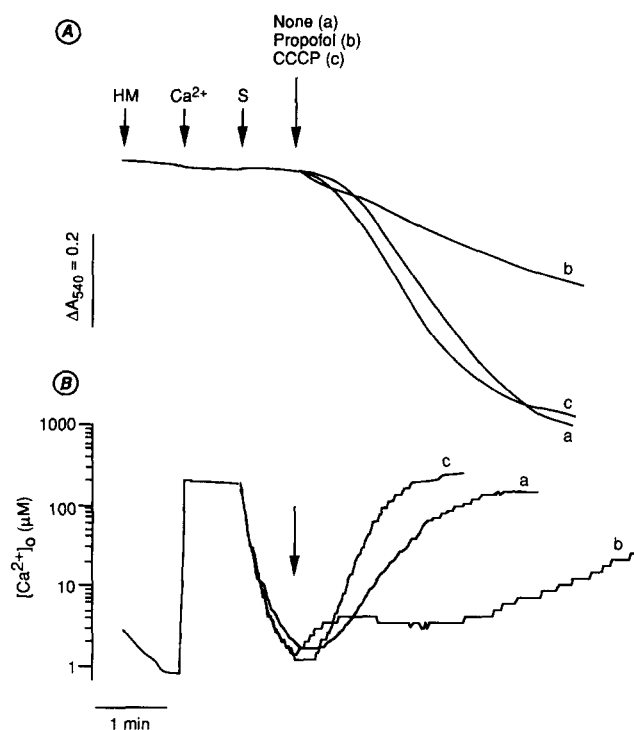 A
None (a)
Propofol (b)
CCCP (c)
HM Ca²⁺ S
ΔA₅₄₀ = 0.2
b
c
a
B
[Ca²⁺]ₒ (μM)
1000
100
10
1
c
a
b
1 min